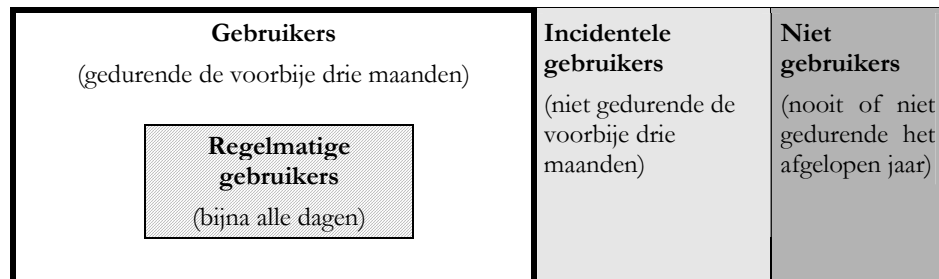 Gebruikers
(gedurende de voorbije drie maanden)
Regelmatige
gebruikers
(bijna alle dagen)
Incidentele
gebruikers
(niet gedurende de
voorbije drie
maanden)
Niet
gebruikers
(nooit of niet
gedurende het
afgelopen jaar)